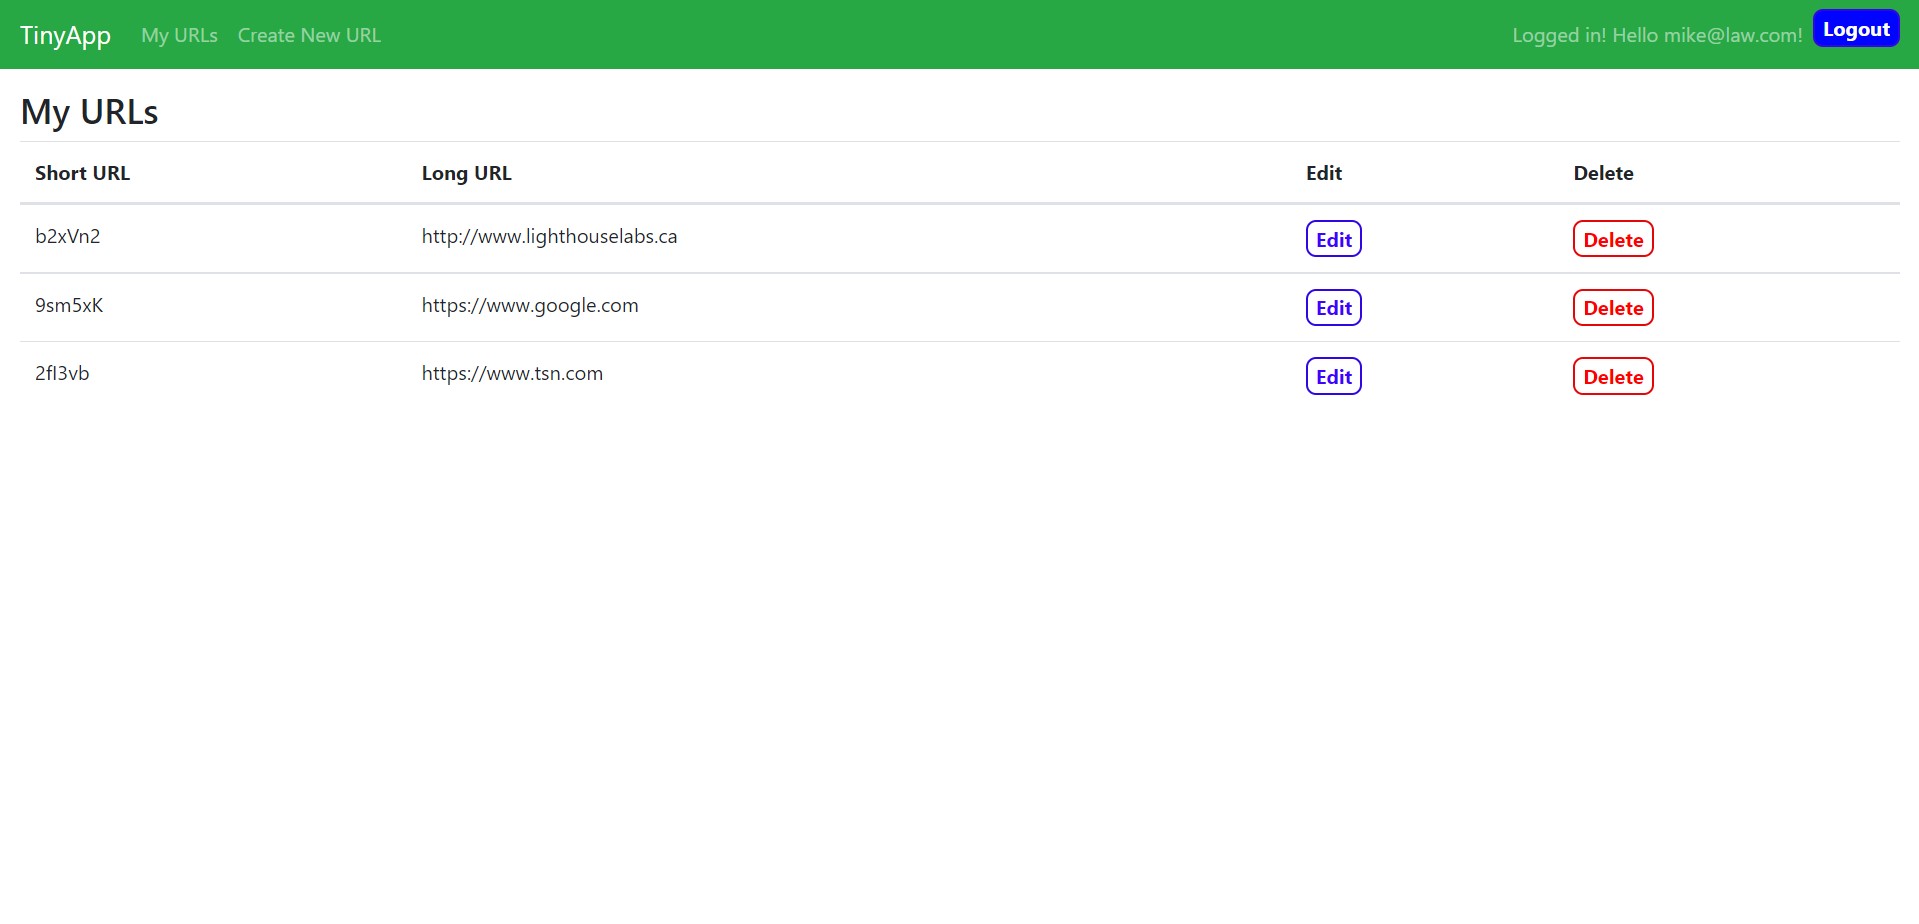 TinyApp My URLs Create New URL Logged in! Hello mike@law.com! Logout
My URLs
Short URL Long URL Edit Delete
b2xVn2 http://www.lighthouselabs.ca Edit Delete
9sm5xK https://www.google.com Edit Delete
2fI3vb https://www.tsn.com Edit Delete